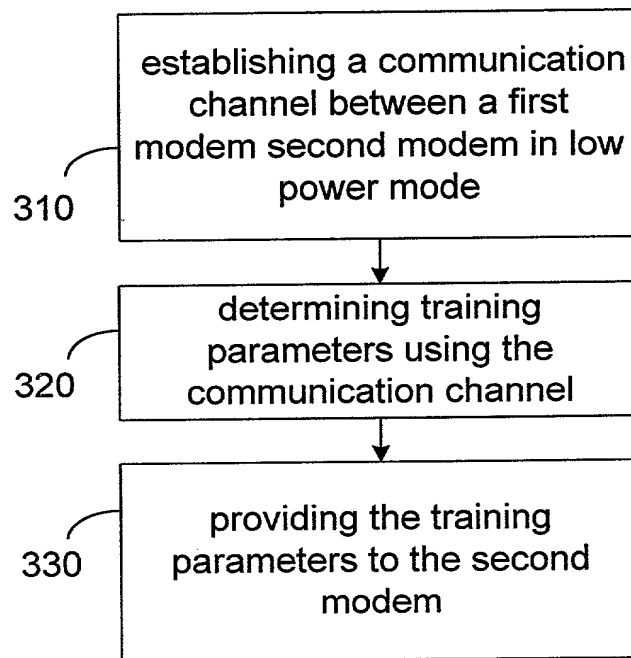 establishing a communication
channel between a first
modem second modem in low
power mode
310
determining training
parameters using the
communication channel
320
providing the training
parameters to the second
modem
330